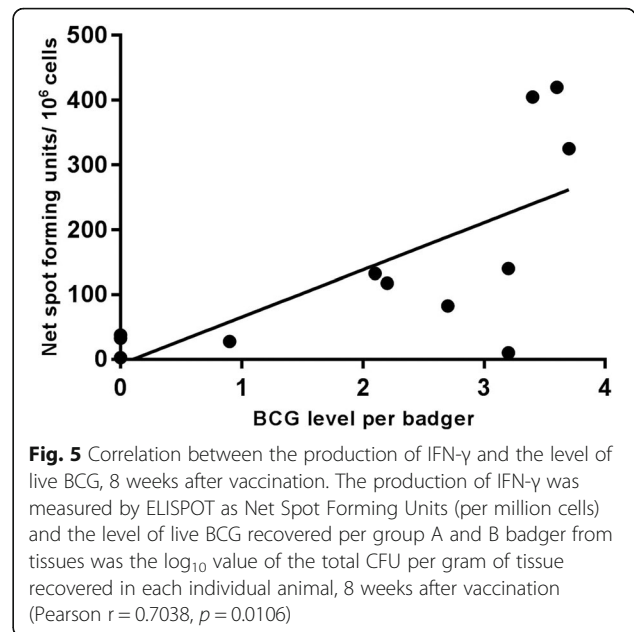 500
400
300
200
100
0
Net spot forming units/ 10⁶ cells
0 1 2 3 4
BCG level per badger
Fig. 5 Correlation between the production of IFN-γ and the level of
live BCG, 8 weeks after vaccination. The production of IFN-γ was
measured by ELISPOT as Net Spot Forming Units (per million cells)
and the level of live BCG recovered per group A and B badger from
tissues was the log₁₀ value of the total CFU per gram of tissue
recovered in each individual animal, 8 weeks after vaccination
(Pearson r = 0.7038, p = 0.0106)